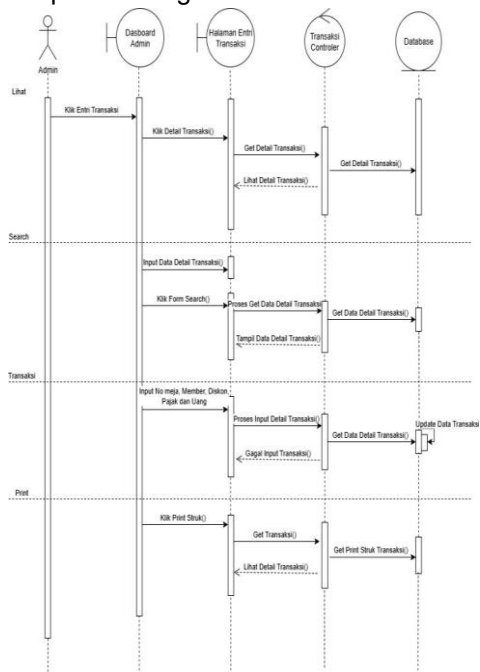 Dasboard
Admin
Halaman Entri
Transaksi
Transaksi
Controler
Database
Admin
Lihat
Klik Entri Transaksi
Klik Detail Transaksi()
Get Detail Transaksi()
Get Detail Transaksi()
Lihat Detail Transaksi()
Search
Input Data Detail Transaksi()
Klik Form Search()
Proses Get Data Detail Transaksi
Get Data Detail Transaksi()
Tampil Data Detail Transaksi()
Transaksi
Input No meja, Member, Diskon,
Pajak dan Uang
Proses Input Detail Transaksi()
Update Data Transaksi
Get Data Detail Transaksi()
Gagal Input Transaksi()
Print
Klik Print Struk()
Get Transaksi()
Get Print Struk Transaksi()
Lihat Detail Transaksi()